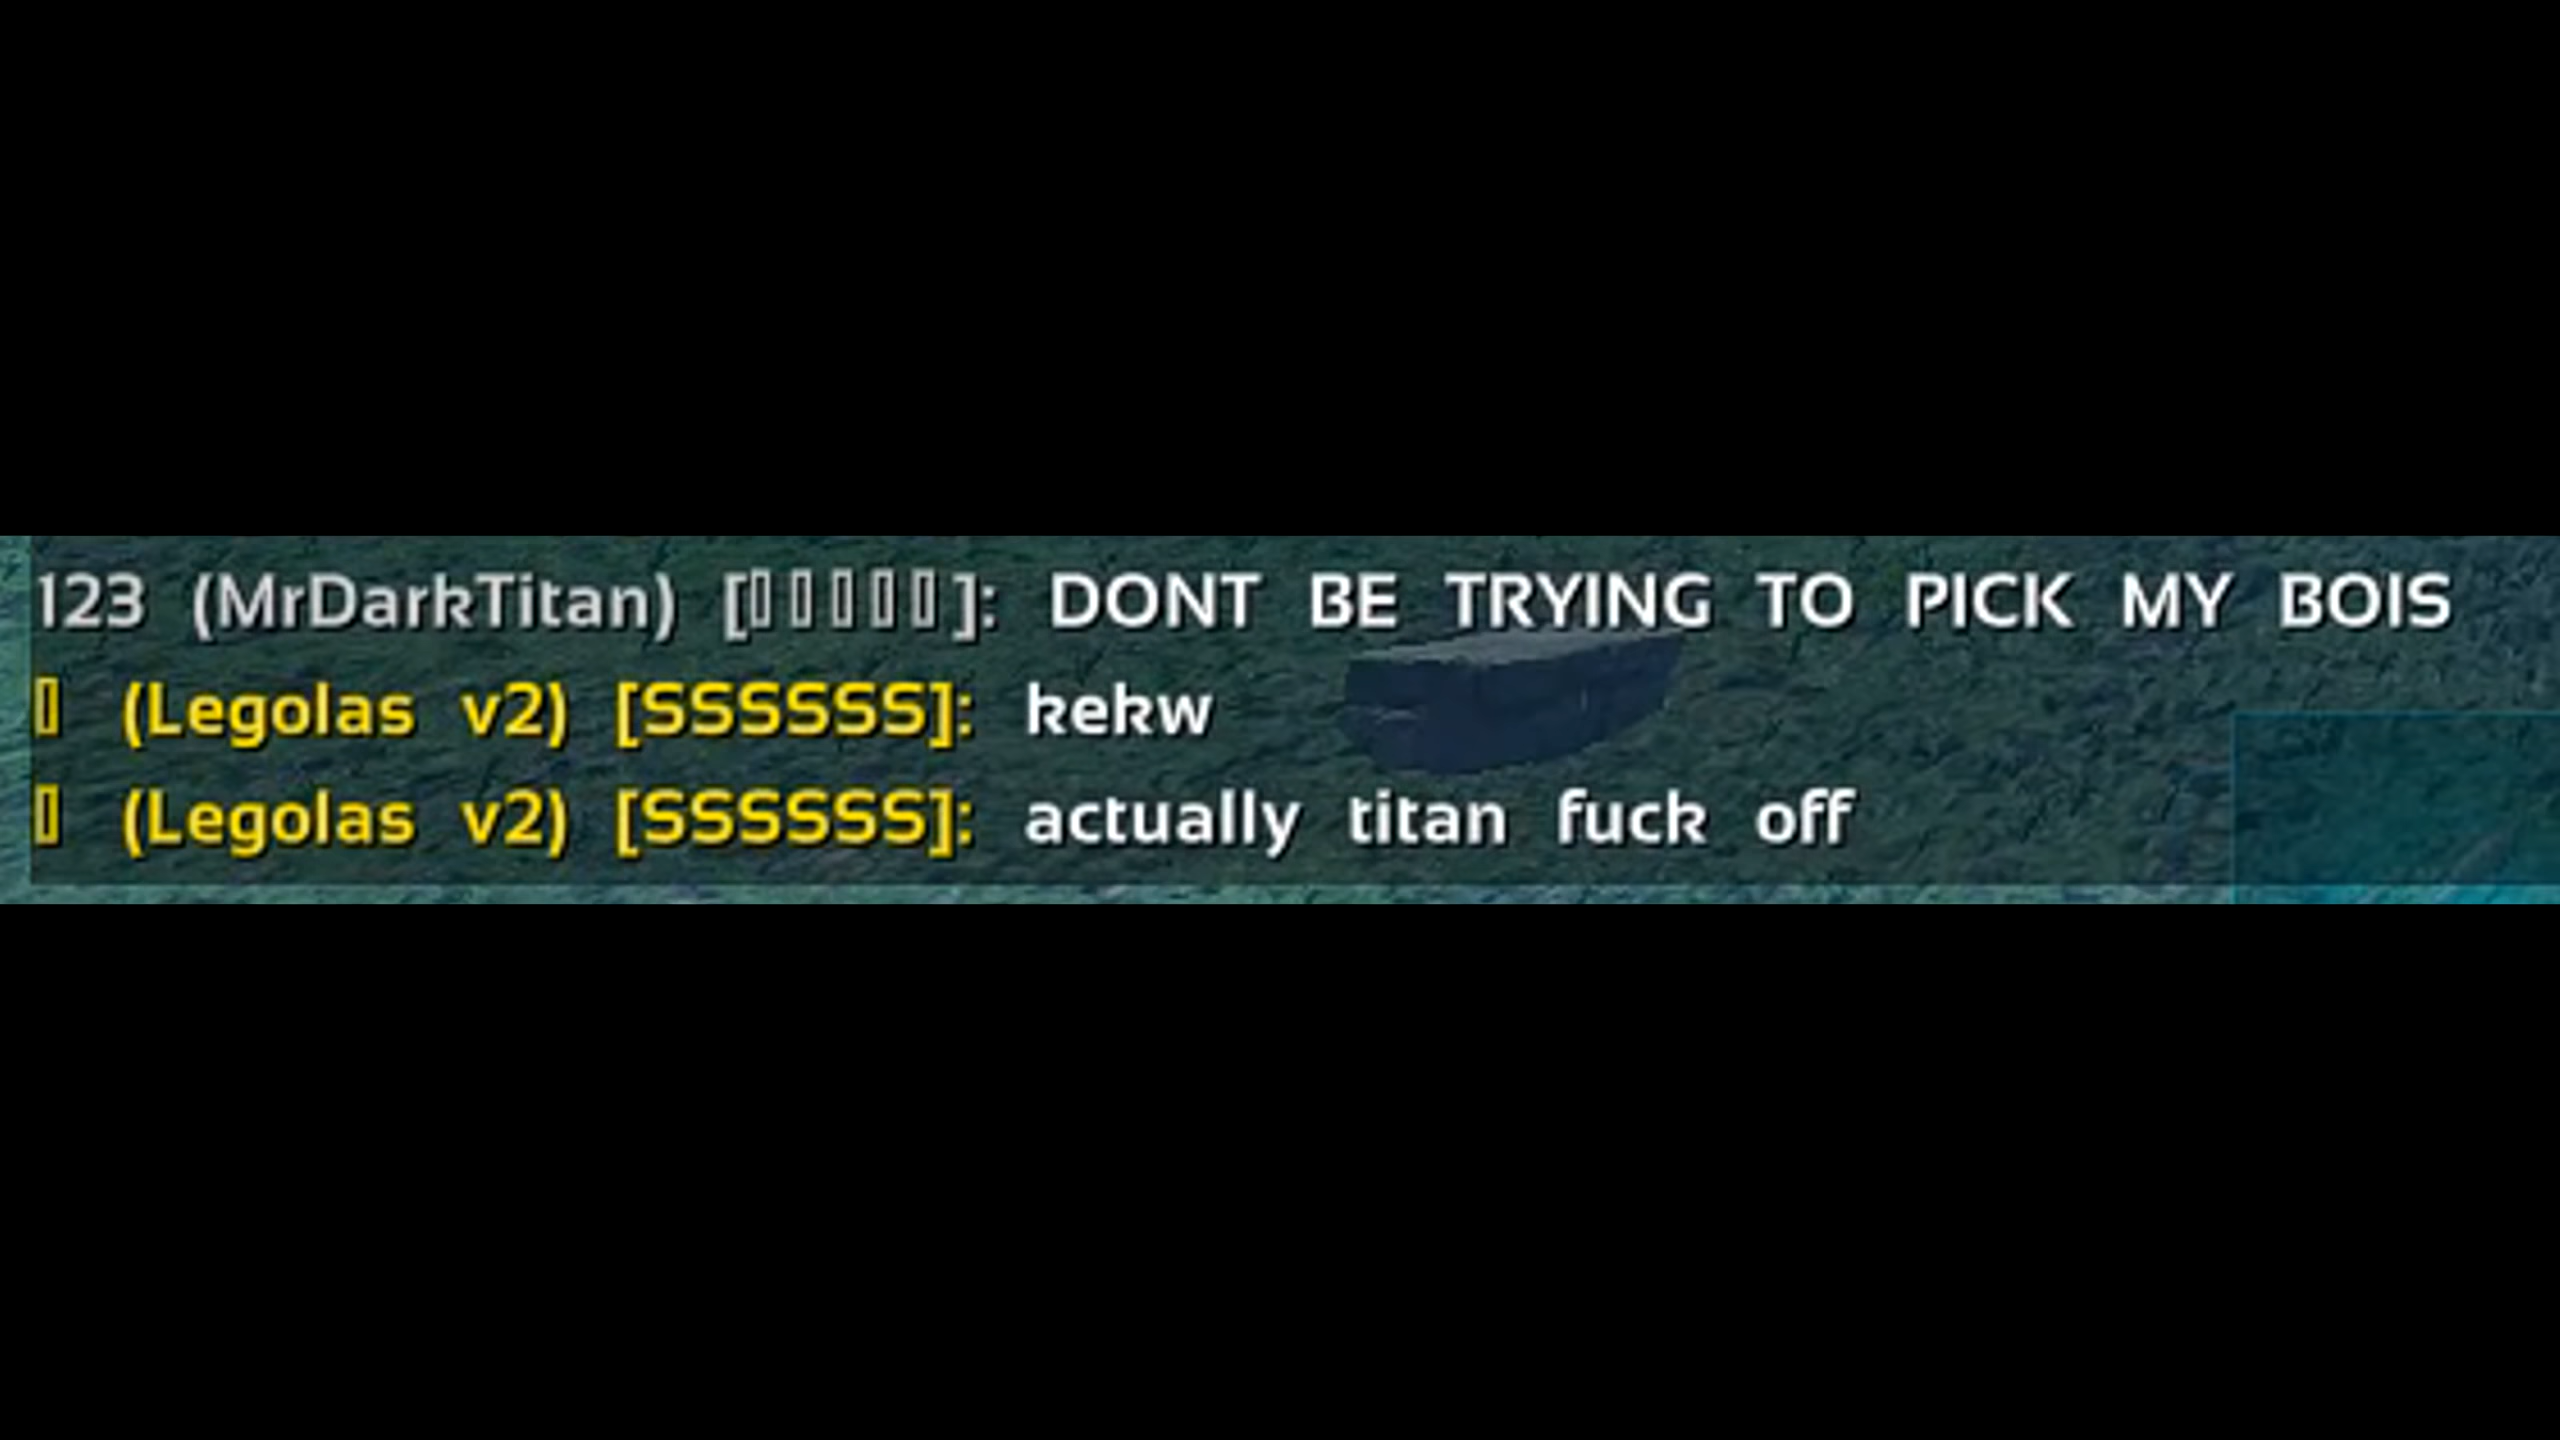 123 (MrDarkTitan) [▯▯▯▯▯]: DONT BE TRYING TO PICK MY BOIS
▯ (Legolas v2) [SSSSSS]: kekw
▯ (Legolas v2) [SSSSSS]: actually titan fuck off